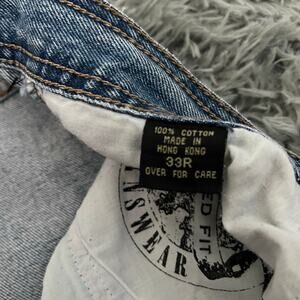 100% COTTON
MADE IN
HONG KONG
33R
OVER FOR CARE
ED FIT
NSWEAR